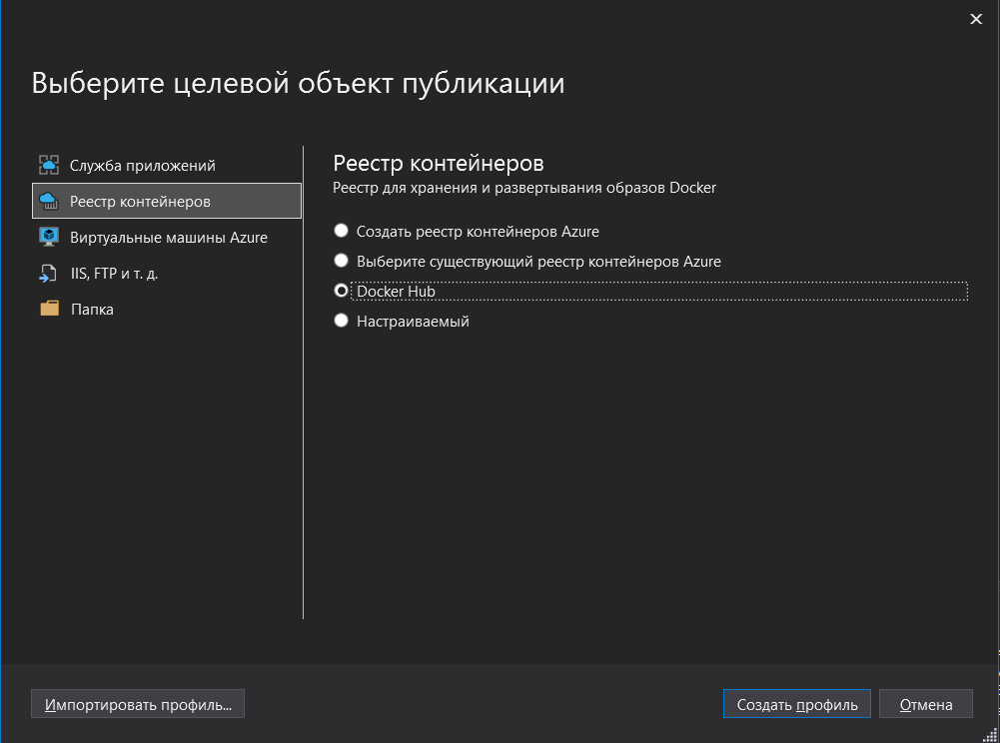 Выберите целевой объект публикации
Служба приложений
Реестр контейнеров
Виртуальные машины Azure
IIS, FTP и т. д.
Папка
Реестр контейнеров
Реестр для хранения и развертывания образов Docker
Создать реестр контейнеров Azure
Выберите существующий реестр контейнеров Azure
Docker Hub
Настраиваемый
Импортировать профиль...
Создать профиль
Отмена